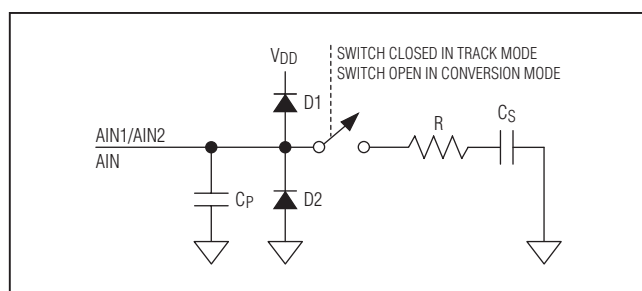 SWITCH CLOSED IN TRACK MODE
SWITCH OPEN IN CONVERSION MODE
VDD
D1
AIN1/AIN2
AIN
R
CS
CP
D2